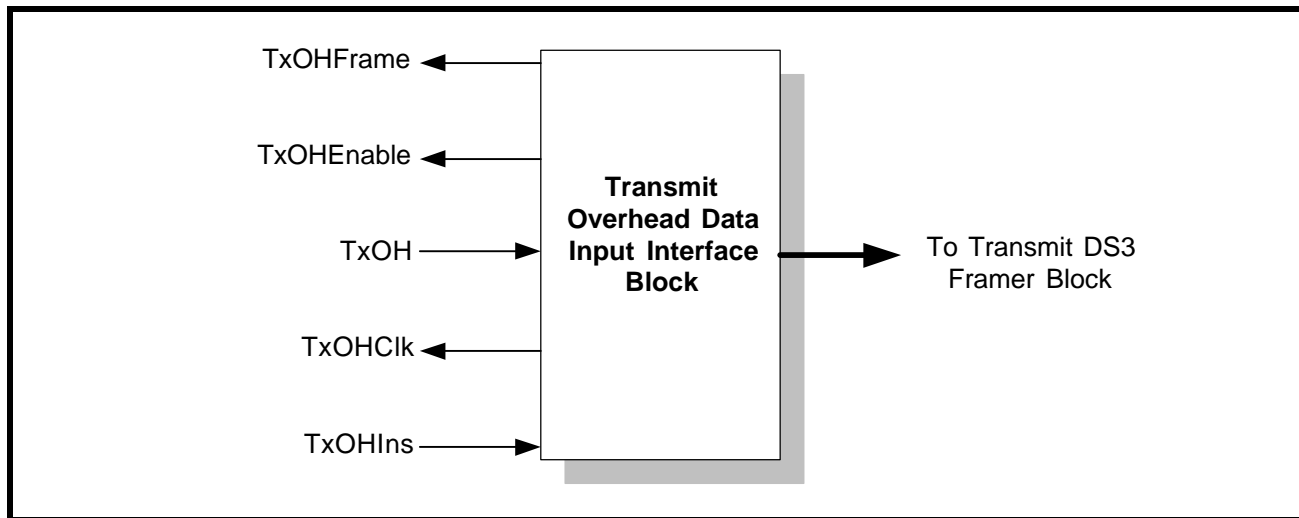 TxOHFrame
TxOHEnable
TxOH
TxOHClk
TxOHIns
Transmit
Overhead Data
Input Interface
Block
To Transmit DS3
Framer Block